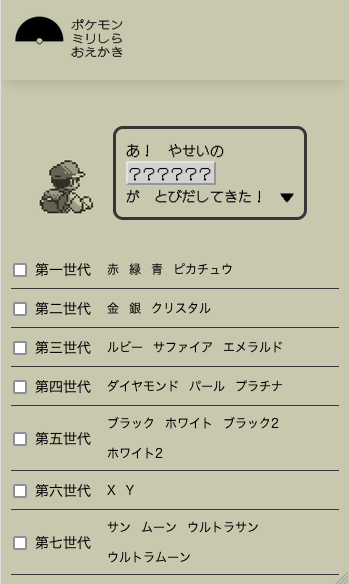 ポケモン
ミリしら
おえかき
あ！　やせいの
？？？？？？
が　とびだしてきた！ ▼
第一世代 赤 緑 青 ピカチュウ
第二世代 金 銀 クリスタル
第三世代 ルビー サファイア エメラルド
第四世代 ダイヤモンド パール プラチナ
第五世代 ブラック ホワイト ブラック2
ホワイト2
第六世代 X Y
第七世代 サン ムーン ウルトラサン
ウルトラムーン